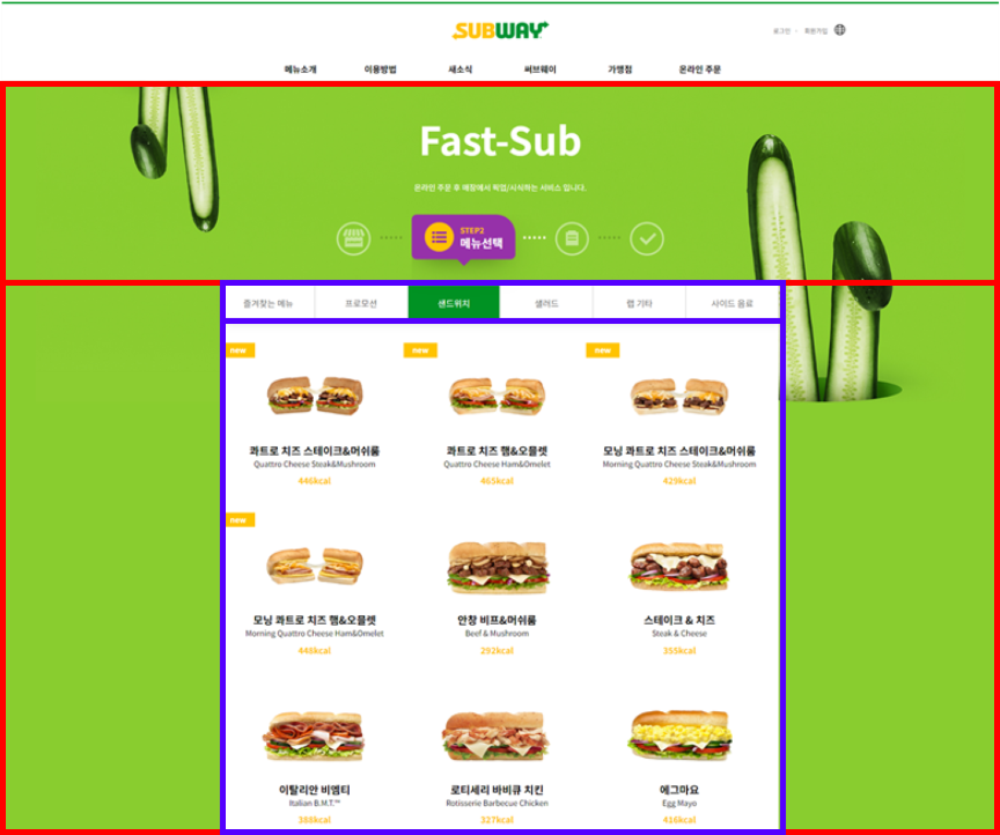 SUBWAY
로그인 · 회원가입
메뉴소개 이용방법 새소식 써브웨이 가맹점 온라인 주문
Fast-Sub
온라인 주문 후 매장에서 픽업/시식하는 서비스 입니다.
STEP2
메뉴선택
즐겨찾는 메뉴 프로모션 샌드위치 샐러드 랩 기타 사이드 음료
new new new
콰트로 치즈 스테이크&머쉬룸 콰트로 치즈 햄&오믈렛 모닝 콰트로 치즈 스테이크&머쉬룸
Quattro Cheese Steak&Mushroom Quattro Cheese Ham&Omelet Morning Quattro Cheese Steak&Mushroom
446kcal 465kcal 429kcal
new
모닝 콰트로 치즈 햄&오믈렛 안창 비프&머쉬룸 스테이크 & 치즈
Morning Quattro Cheese Ham&Omelet Beef & Mushroom Steak & Cheese
448kcal 292kcal 355kcal
이탈리안 비엠티 로티세리 바비큐 치킨 에그마요
Italian B.M.T.™ Rotisserie Barbecue Chicken Egg Mayo
388kcal 327kcal 416kcal